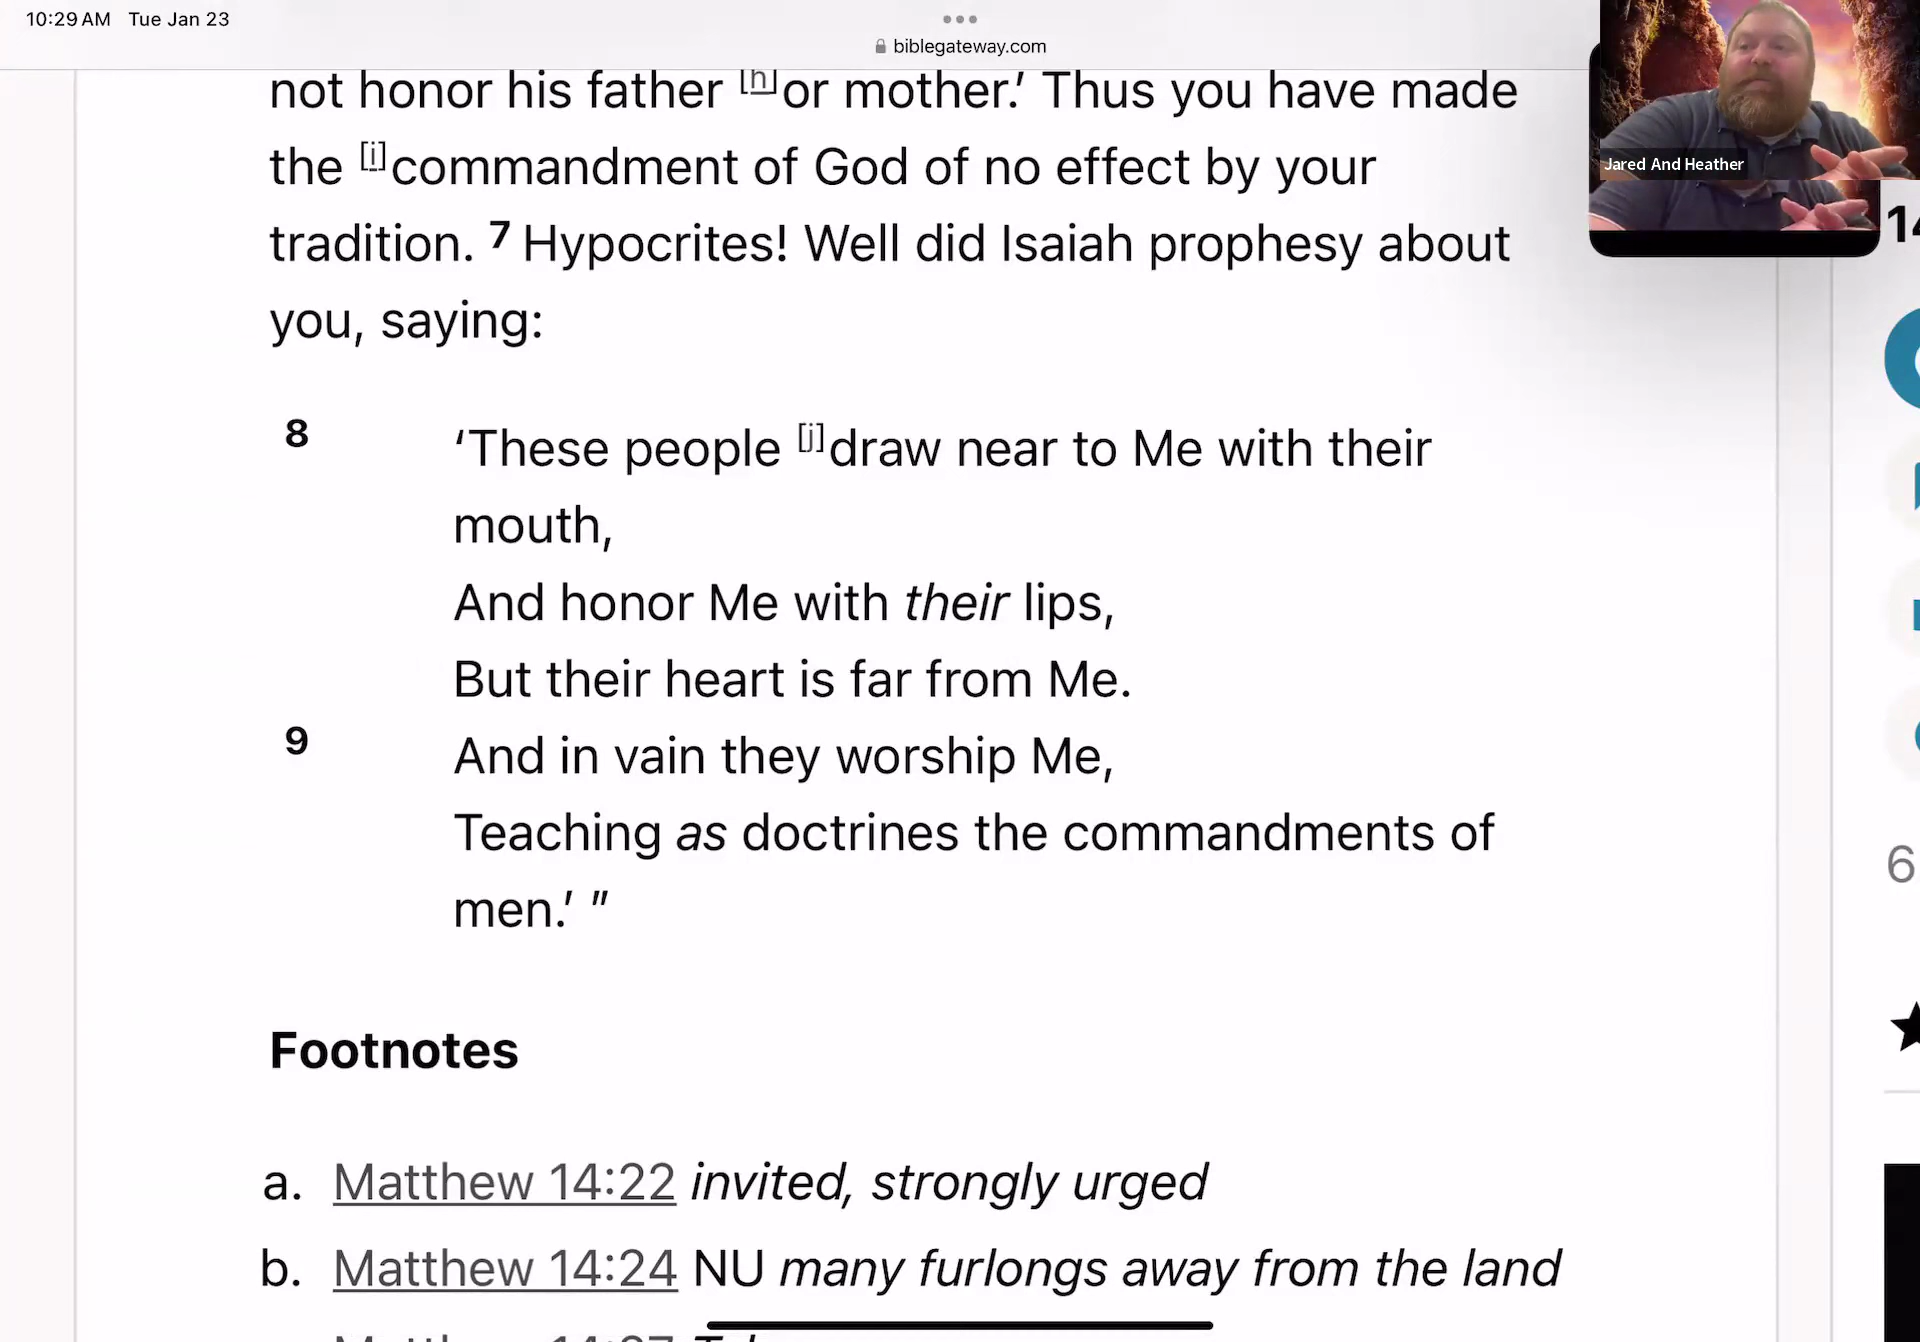 10:29 AM Tue Jan 23
biblegateway.com
Jared And Heather
not honor his father [h]or mother.’ Thus you have made
the [i]commandment of God of no effect by your
tradition. 7 Hypocrites! Well did Isaiah prophesy about
you, saying:
8 ‘These people [j]draw near to Me with their
mouth,
And honor Me with their lips,
But their heart is far from Me.
9 And in vain they worship Me,
Teaching as doctrines the commandments of
men.’ ”
Footnotes
a. Matthew 14:22 invited, strongly urged
b. Matthew 14:24 NU many furlongs away from the land